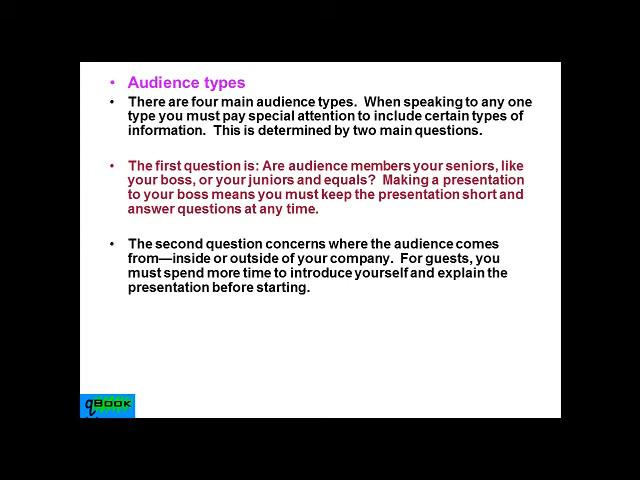 • Audience types
• There are four main audience types.  When speaking to any one
type you must pay special attention to include certain types of
information.  This is determined by two main questions.
• The first question is: Are audience members your seniors, like
your boss, or your juniors and equals?  Making a presentation
to your boss means you must keep the presentation short and
answer questions at any time.
• The second question concerns where the audience comes
from—inside or outside of your company.  For guests, you
must spend more time to introduce yourself and explain the
presentation before starting.
qBook